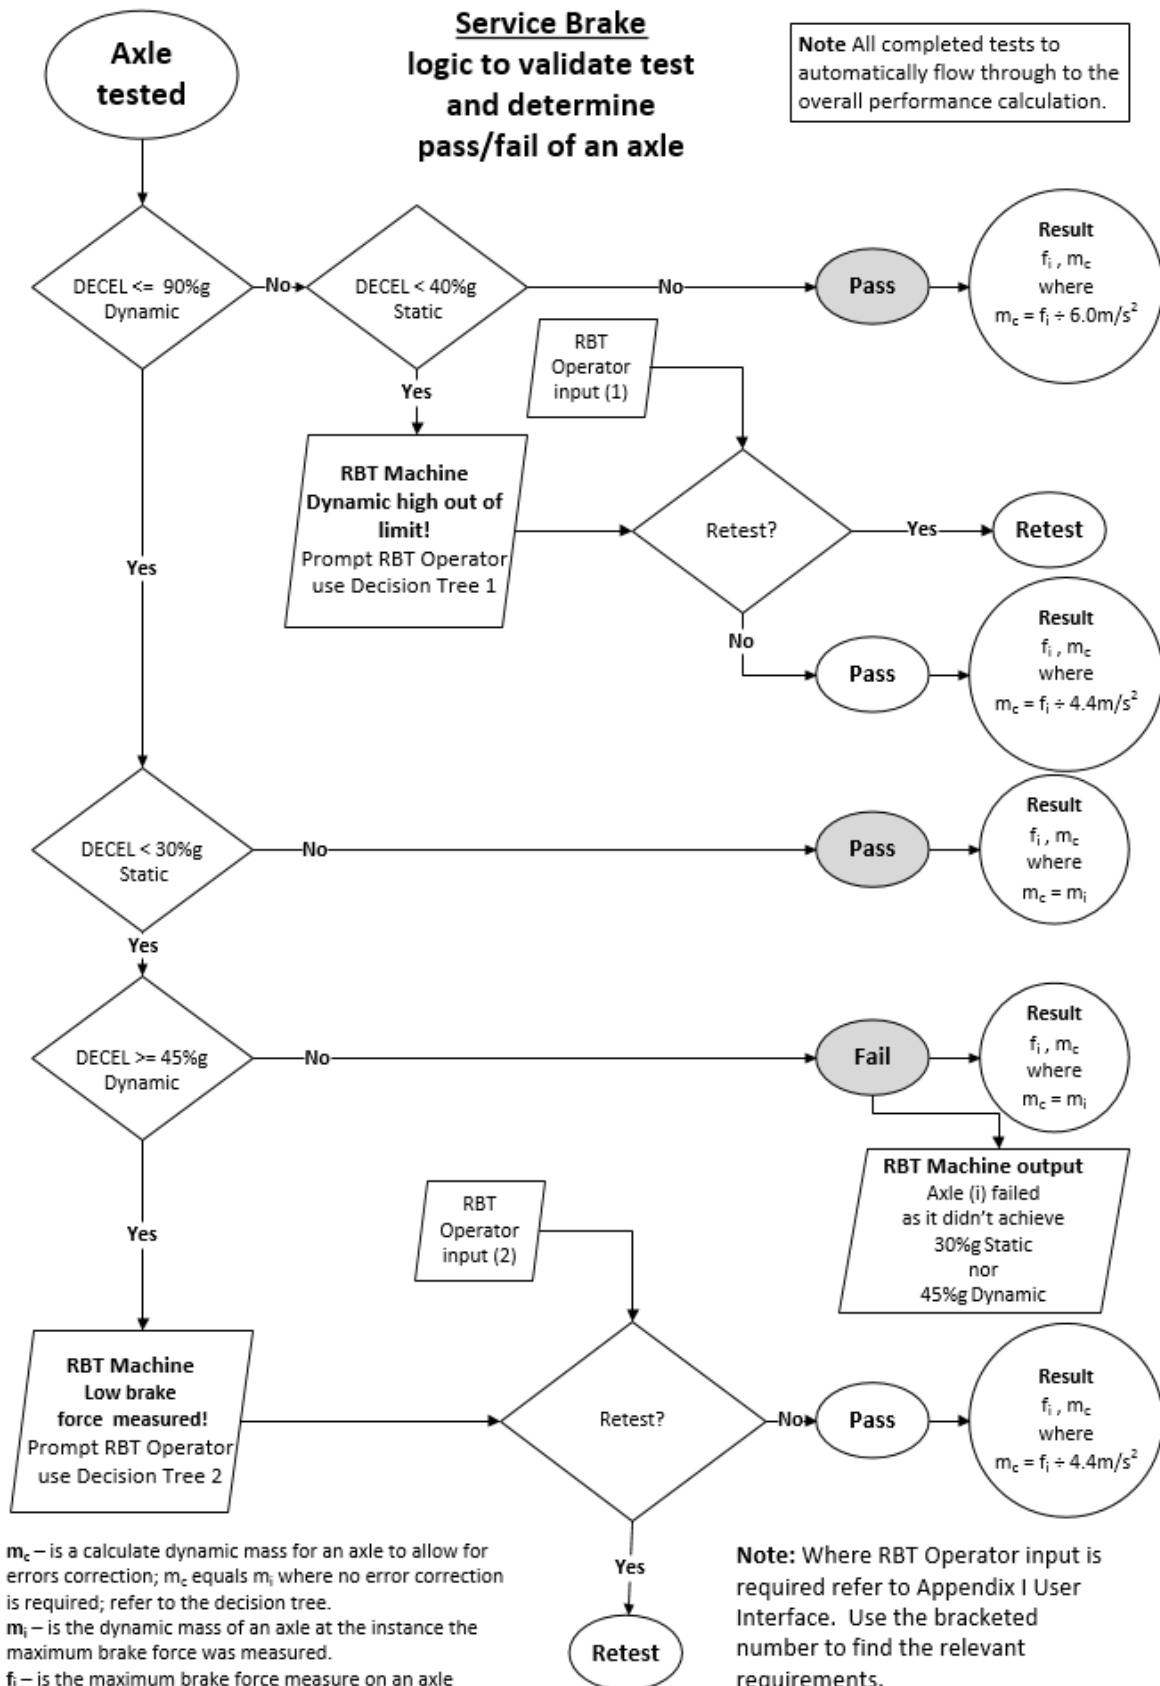 Service Brake
logic to validate test
and determine
pass/fail of an axle
Note All completed tests to
automatically flow through to the
overall performance calculation.
Axle
tested
DECEL <= 90%g
Dynamic
No
DECEL < 40%g
Static
No
Pass
Result
fᵢ , m꜀
where
m꜀ = fᵢ ÷ 6.0m/s²
Yes
RBT
Operator
input (1)
RBT Machine
Dynamic high out of
limit!
Prompt RBT Operator
use Decision Tree 1
Retest?
Yes
Retest
Yes
No
Pass
Result
fᵢ , m꜀
where
m꜀ = fᵢ ÷ 4.4m/s²
DECEL < 30%g
Static
No
Pass
Result
fᵢ , m꜀
where
m꜀ = mᵢ
Yes
DECEL >= 45%g
Dynamic
No
Fail
Result
fᵢ , m꜀
where
m꜀ = mᵢ
RBT Machine output
Axle (i) failed
as it didn't achieve
30%g Static
nor
45%g Dynamic
Yes
RBT
Operator
input (2)
RBT Machine
Low brake
force measured!
Prompt RBT Operator
use Decision Tree 2
Retest?
No
Pass
Result
fᵢ , m꜀
where
m꜀ = fᵢ ÷ 4.4m/s²
Yes
Retest
m꜀ – is a calculate dynamic mass for an axle to allow for
errors correction; m꜀ equals mᵢ where no error correction
is required; refer to the decision tree.
mᵢ – is the dynamic mass of an axle at the instance the
maximum brake force was measured.
fᵢ – is the maximum brake force measure on an axle
Note: Where RBT Operator input is
required refer to Appendix I User
Interface. Use the bracketed
number to find the relevant
requirements.